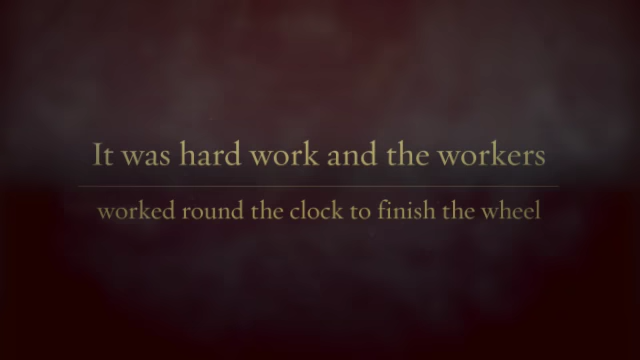 It was hard work and the workers
worked round the clock to finish the wheel